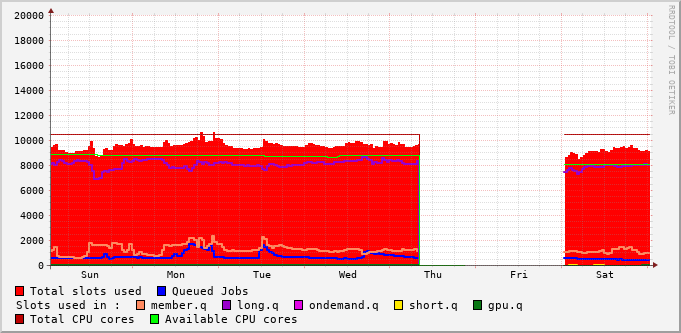 20000
18000
16000
14000
12000
10000
8000
6000
4000
2000
0
Sun Mon Tue Wed Thu Fri Sat
RRDTOOL / TOBI OETIKER
Total slots used Queued Jobs
Slots used in : member.q long.q ondemand.q short.q gpu.q
Total CPU cores Available CPU cores